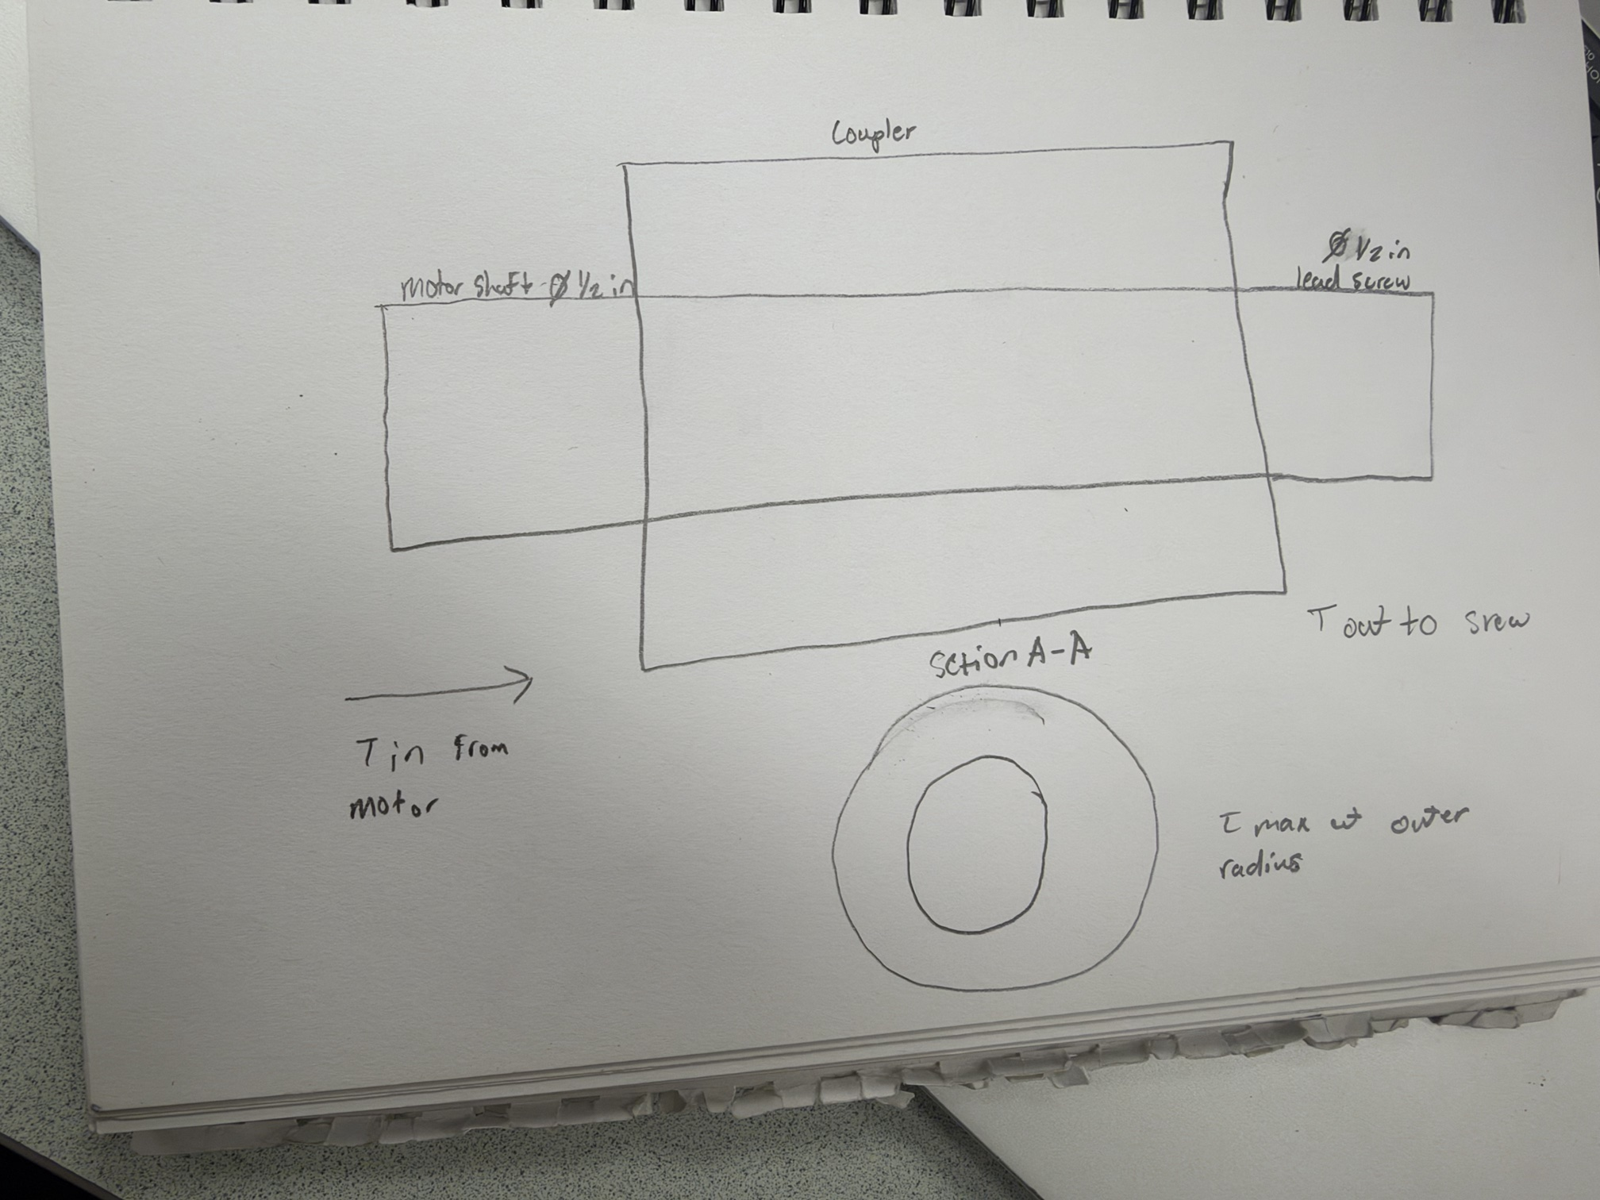 Coupler
motor shaft Ø 1/2 in
Ø 1/2 in
lead screw
T out to srew
Sction A-A
T in from
motor
τ max at outer
radius